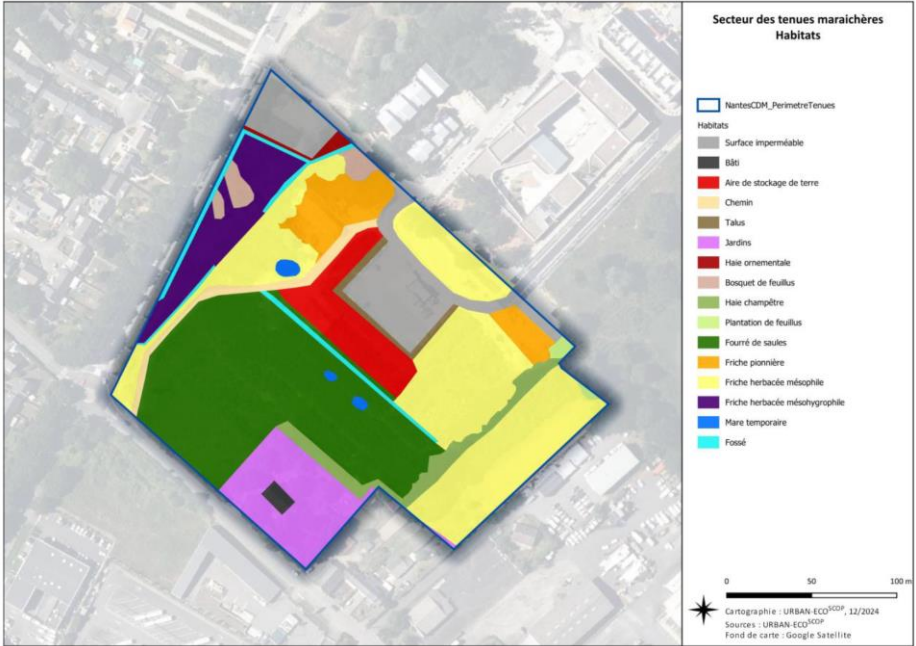 Secteur des tenues maraichères
Habitats
NantesCDM_PerimetreTenues
Habitats
Surface imperméable
Bâti
Aire de stockage de terre
Chemin
Talus
Jardins
Haie ornementale
Bosquet de feuillus
Haie champêtre
Plantation de feuillus
Fourré de saules
Friche pionnière
Friche herbacée mésophile
Friche herbacée mésohygrophile
Mare temporaire
Fossé
0 50 100 m
Cartographie : URBAN-ECOSCOP, 12/2024
Sources : URBAN-ECOSCOP
Fond de carte : Google Satellite